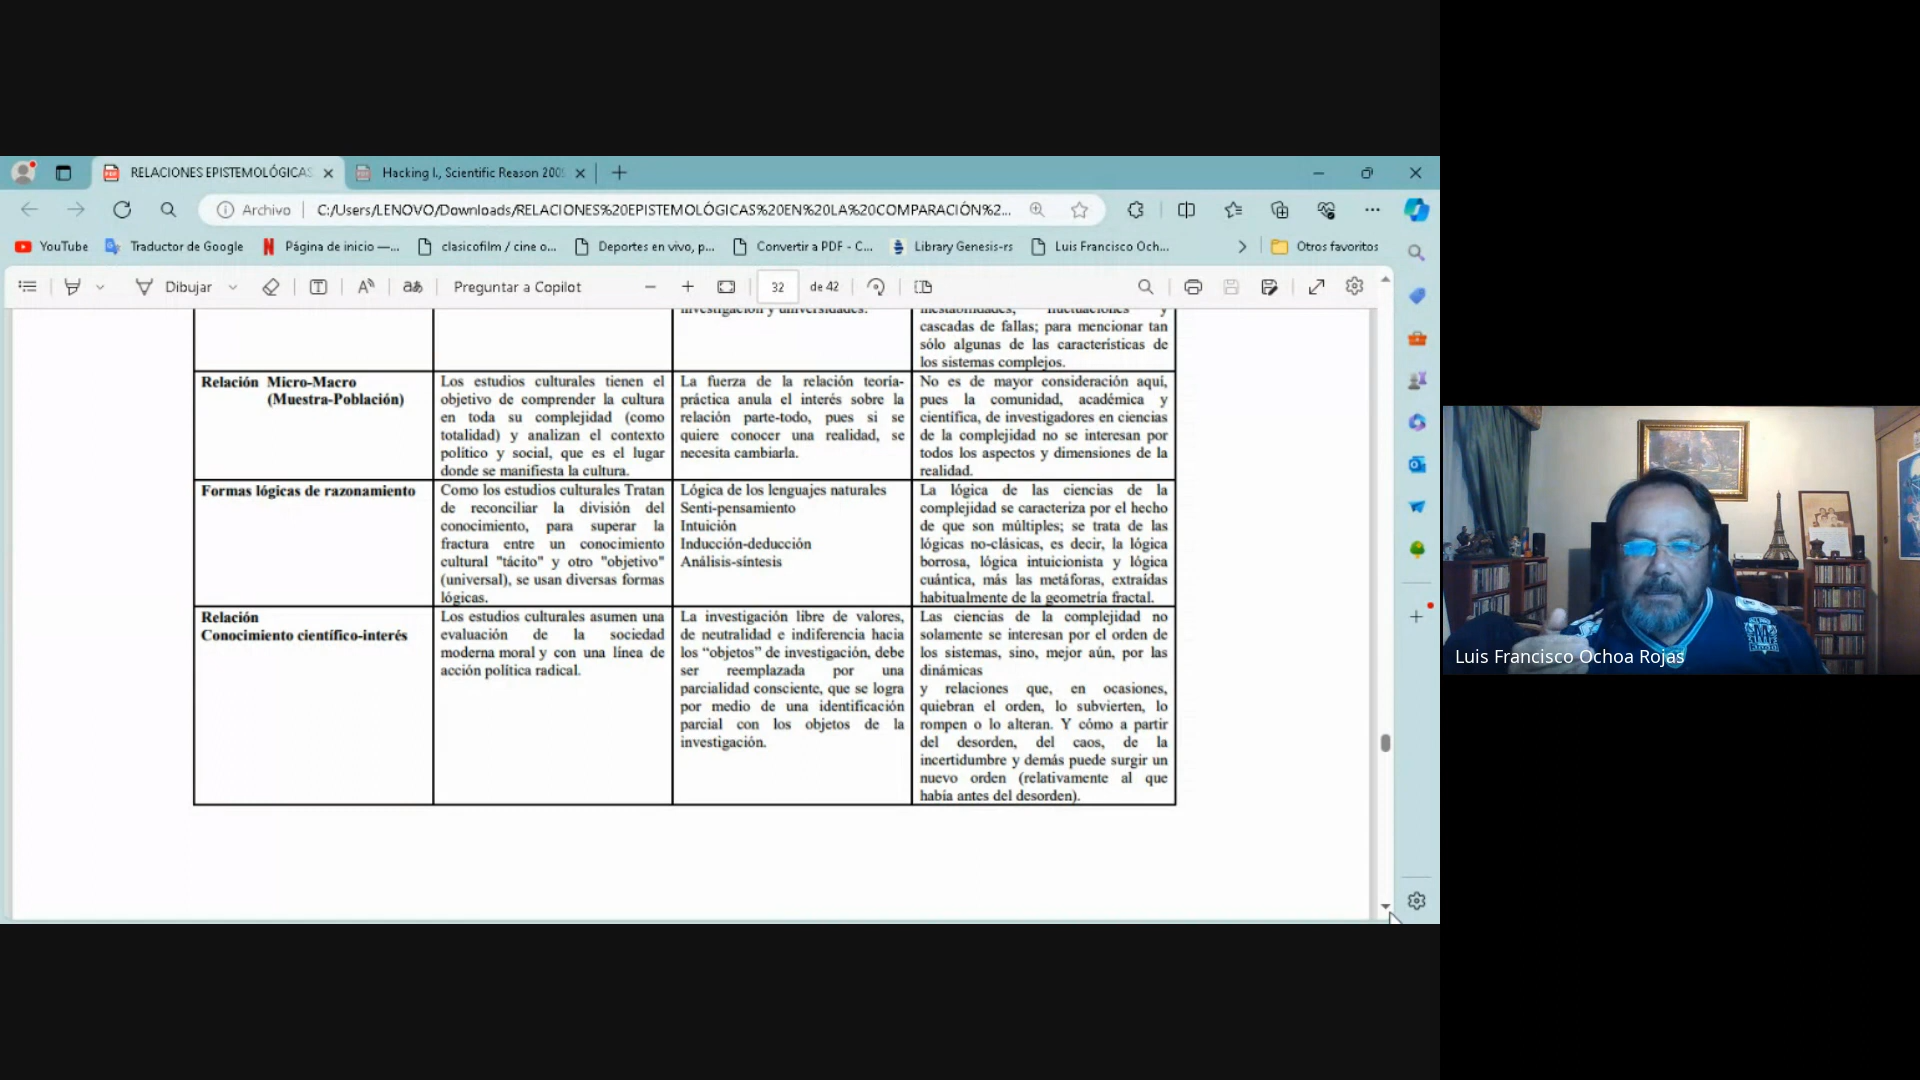 RELACIONES EPISTEMOLÓGICAS
Hacking I., Scientific Reason 200
Archivo
C:/Users/LENOVO/Downloads/RELACIONES%20EPISTEMOLÓGICAS%20EN%20LA%20COMPARACIÓN%2...
YouTube
Traductor de Google
Página de inicio —...
clasicofilm / cine o...
Deportes en vivo, p...
Convertir a PDF - C...
Library Genesis-rs
Luis Francisco Och...
Otros favoritos
Dibujar
Preguntar a Copilot
32
de 42
investigación y universidades.
inestabilidades, fluctuaciones y
cascadas de fallas; para mencionar tan
sólo algunas de las características de
los sistemas complejos.
Relación Micro-Macro
(Muestra-Población)
Los estudios culturales tienen el
objetivo de comprender la cultura
en toda su complejidad (como
totalidad) y analizan el contexto
político y social, que es el lugar
donde se manifiesta la cultura.
La fuerza de la relación teoría-
práctica anula el interés sobre la
relación parte-todo, pues si se
quiere conocer una realidad, se
necesita cambiarla.
No es de mayor consideración aquí,
pues la comunidad, académica y
científica, de investigadores en ciencias
de la complejidad no se interesan por
todos los aspectos y dimensiones de la
realidad.
Formas lógicas de razonamiento
Como los estudios culturales Tratan
de reconciliar la división del
conocimiento, para superar la
fractura entre un conocimiento
cultural "tácito" y otro "objetivo"
(universal), se usan diversas formas
lógicas.
Lógica de los lenguajes naturales
Senti-pensamiento
Intuición
Inducción-deducción
Análisis-síntesis
La lógica de las ciencias de la
complejidad se caracteriza por el hecho
de que son múltiples; se trata de las
lógicas no-clásicas, es decir, la lógica
borrosa, lógica intuicionista y lógica
cuántica, más las metáforas, extraídas
habitualmente de la geometría fractal.
Relación
Conocimiento científico-interés
Los estudios culturales asumen una
evaluación de la sociedad
moderna moral y con una línea de
acción política radical.
La investigación libre de valores,
de neutralidad e indiferencia hacia
los “objetos” de investigación, debe
ser reemplazada por una
parcialidad consciente, que se logra
por medio de una identificación
parcial con los objetos de la
investigación.
Las ciencias de la complejidad no
solamente se interesan por el orden de
los sistemas, sino, mejor aún, por las
dinámicas
y relaciones que, en ocasiones,
quiebran el orden, lo subvierten, lo
rompen o lo alteran. Y cómo a partir
del desorden, del caos, de la
incertidumbre y demás puede surgir un
nuevo orden (relativamente al que
había antes del desorden).
Luis Francisco Ochoa Rojas